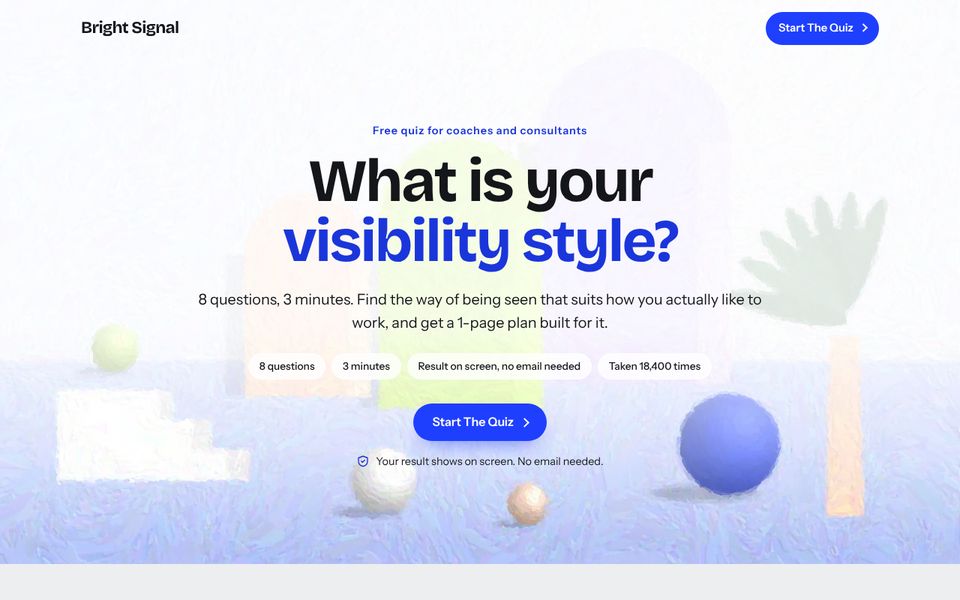 Bright Signal
Start The Quiz
Free quiz for coaches and consultants
What is your
visibility style?
8 questions, 3 minutes. Find the way of being seen that suits how you actually like to
work, and get a 1-page plan built for it.
8 questions
3 minutes
Result on screen, no email needed
Taken 18,400 times
Start The Quiz
Your result shows on screen. No email needed.